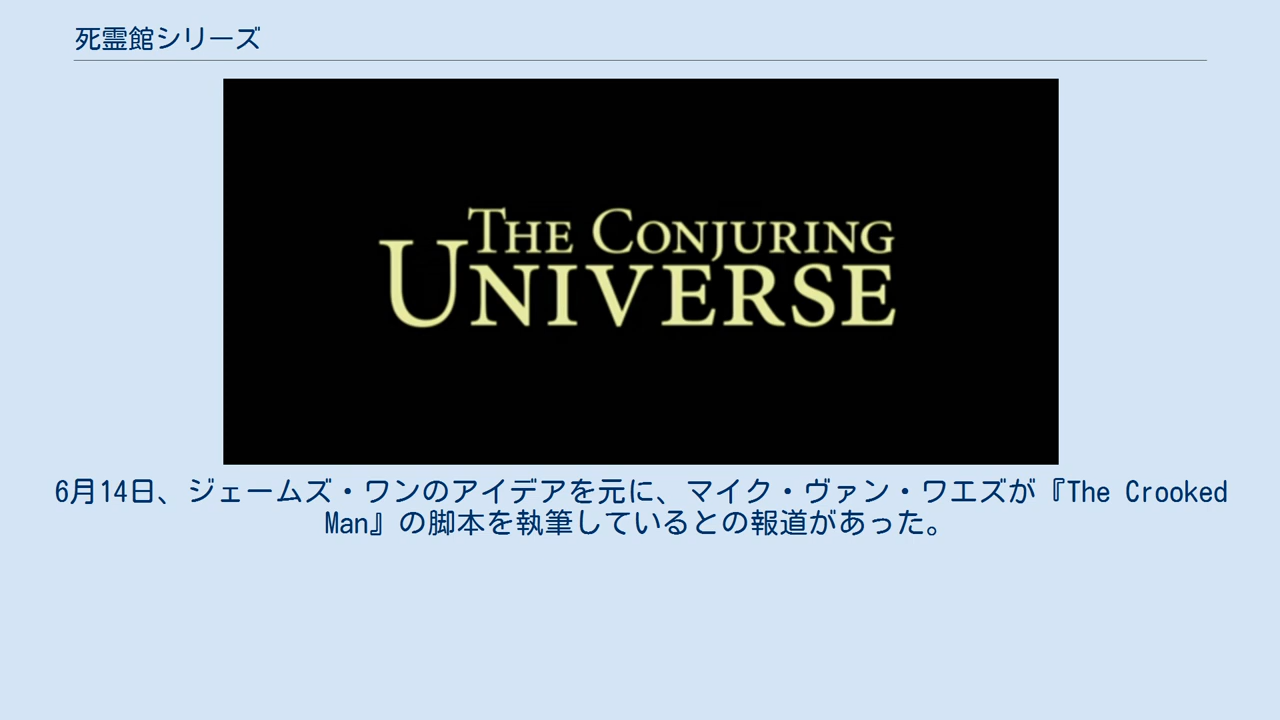 死霊館シリーズ
THE CONJURING
UNIVERSE
6月14日、ジェームズ・ワンのアイデアを元に、マイク・ヴァン・ワエズが『The Crooked
Man』の脚本を執筆しているとの報道があった。